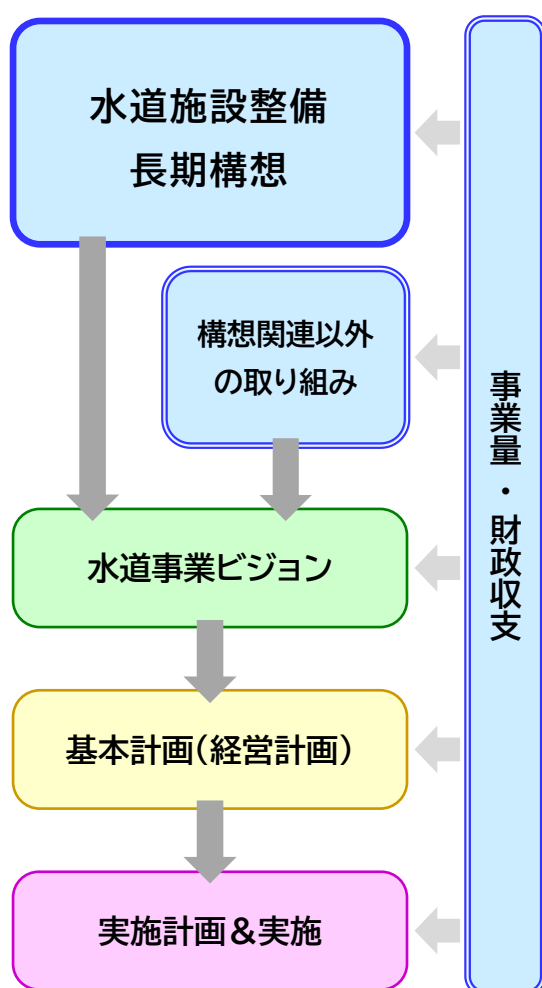 水道施設整備
長期構想
構想関連以外
の取り組み
水道事業ビジョン
基本計画(経営計画)
実施計画＆実施
事業量・財政収支